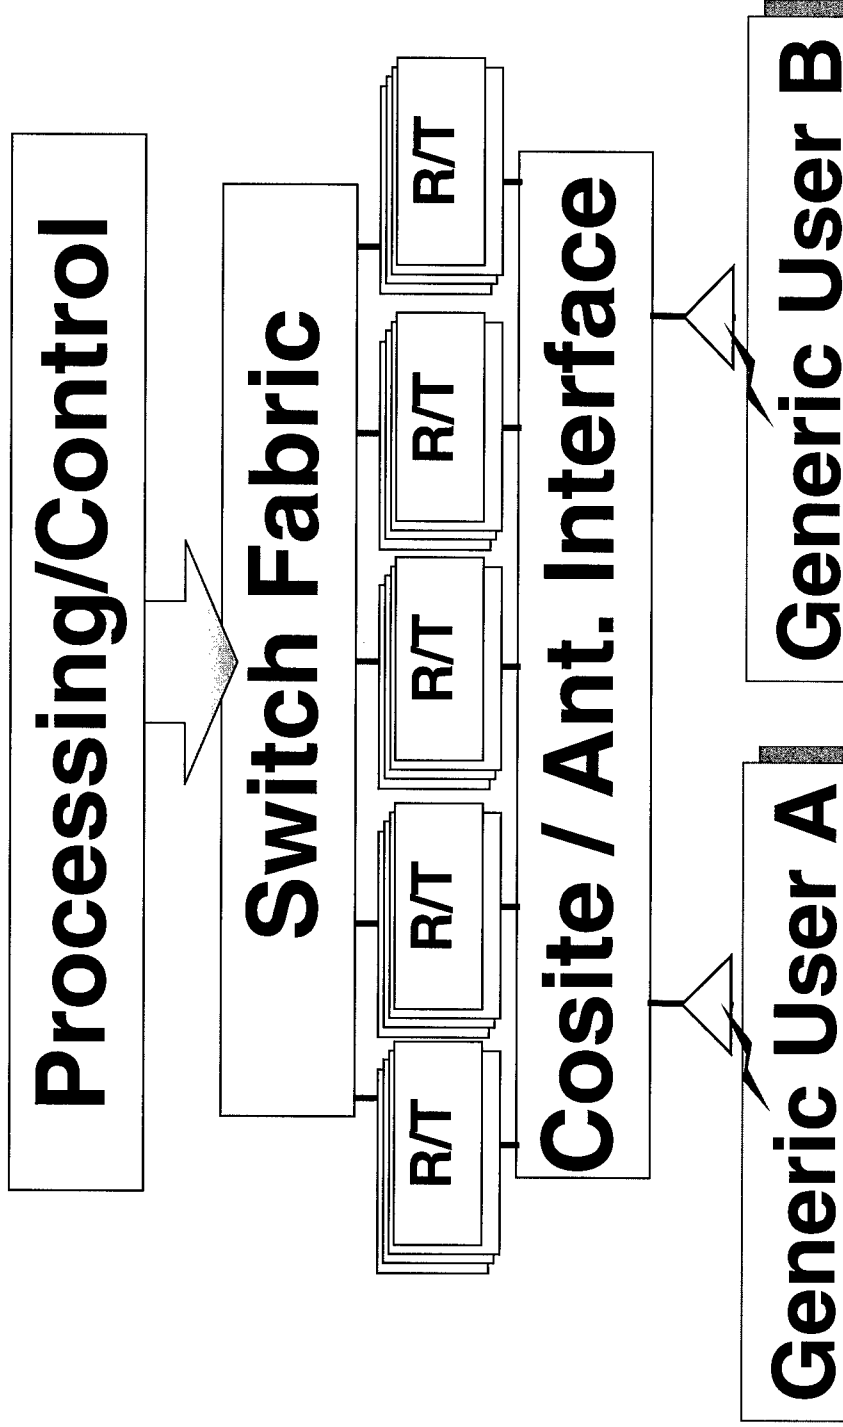 Processing/Control
Switch Fabric
R/T
R/T
R/T
R/T
R/T
Cosite / Ant. Interface
Generic User A
Generic User B